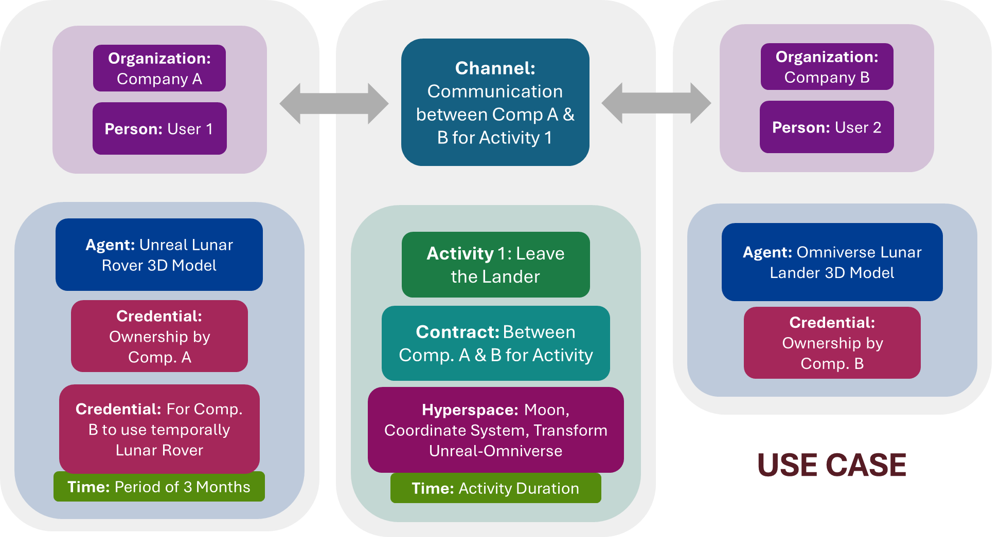 Organization:
Company A
Person: User 1
Agent: Unreal Lunar
Rover 3D Model
Credential:
Ownership by
Comp. A
Credential: For Comp.
B to use temporally
Lunar Rover
Time: Period of 3 Months
Channel:
Communication
between Comp A &
B for Activity 1
Activity 1: Leave
the Lander
Contract: Between
Comp. A & B for Activity
Hyperspace: Moon,
Coordinate System, Transform
Unreal-Omniverse
Time: Activity Duration
Organization:
Company B
Person: User 2
Agent: Omniverse Lunar
Lander 3D Model
Credential:
Ownership by
Comp. B
USE CASE